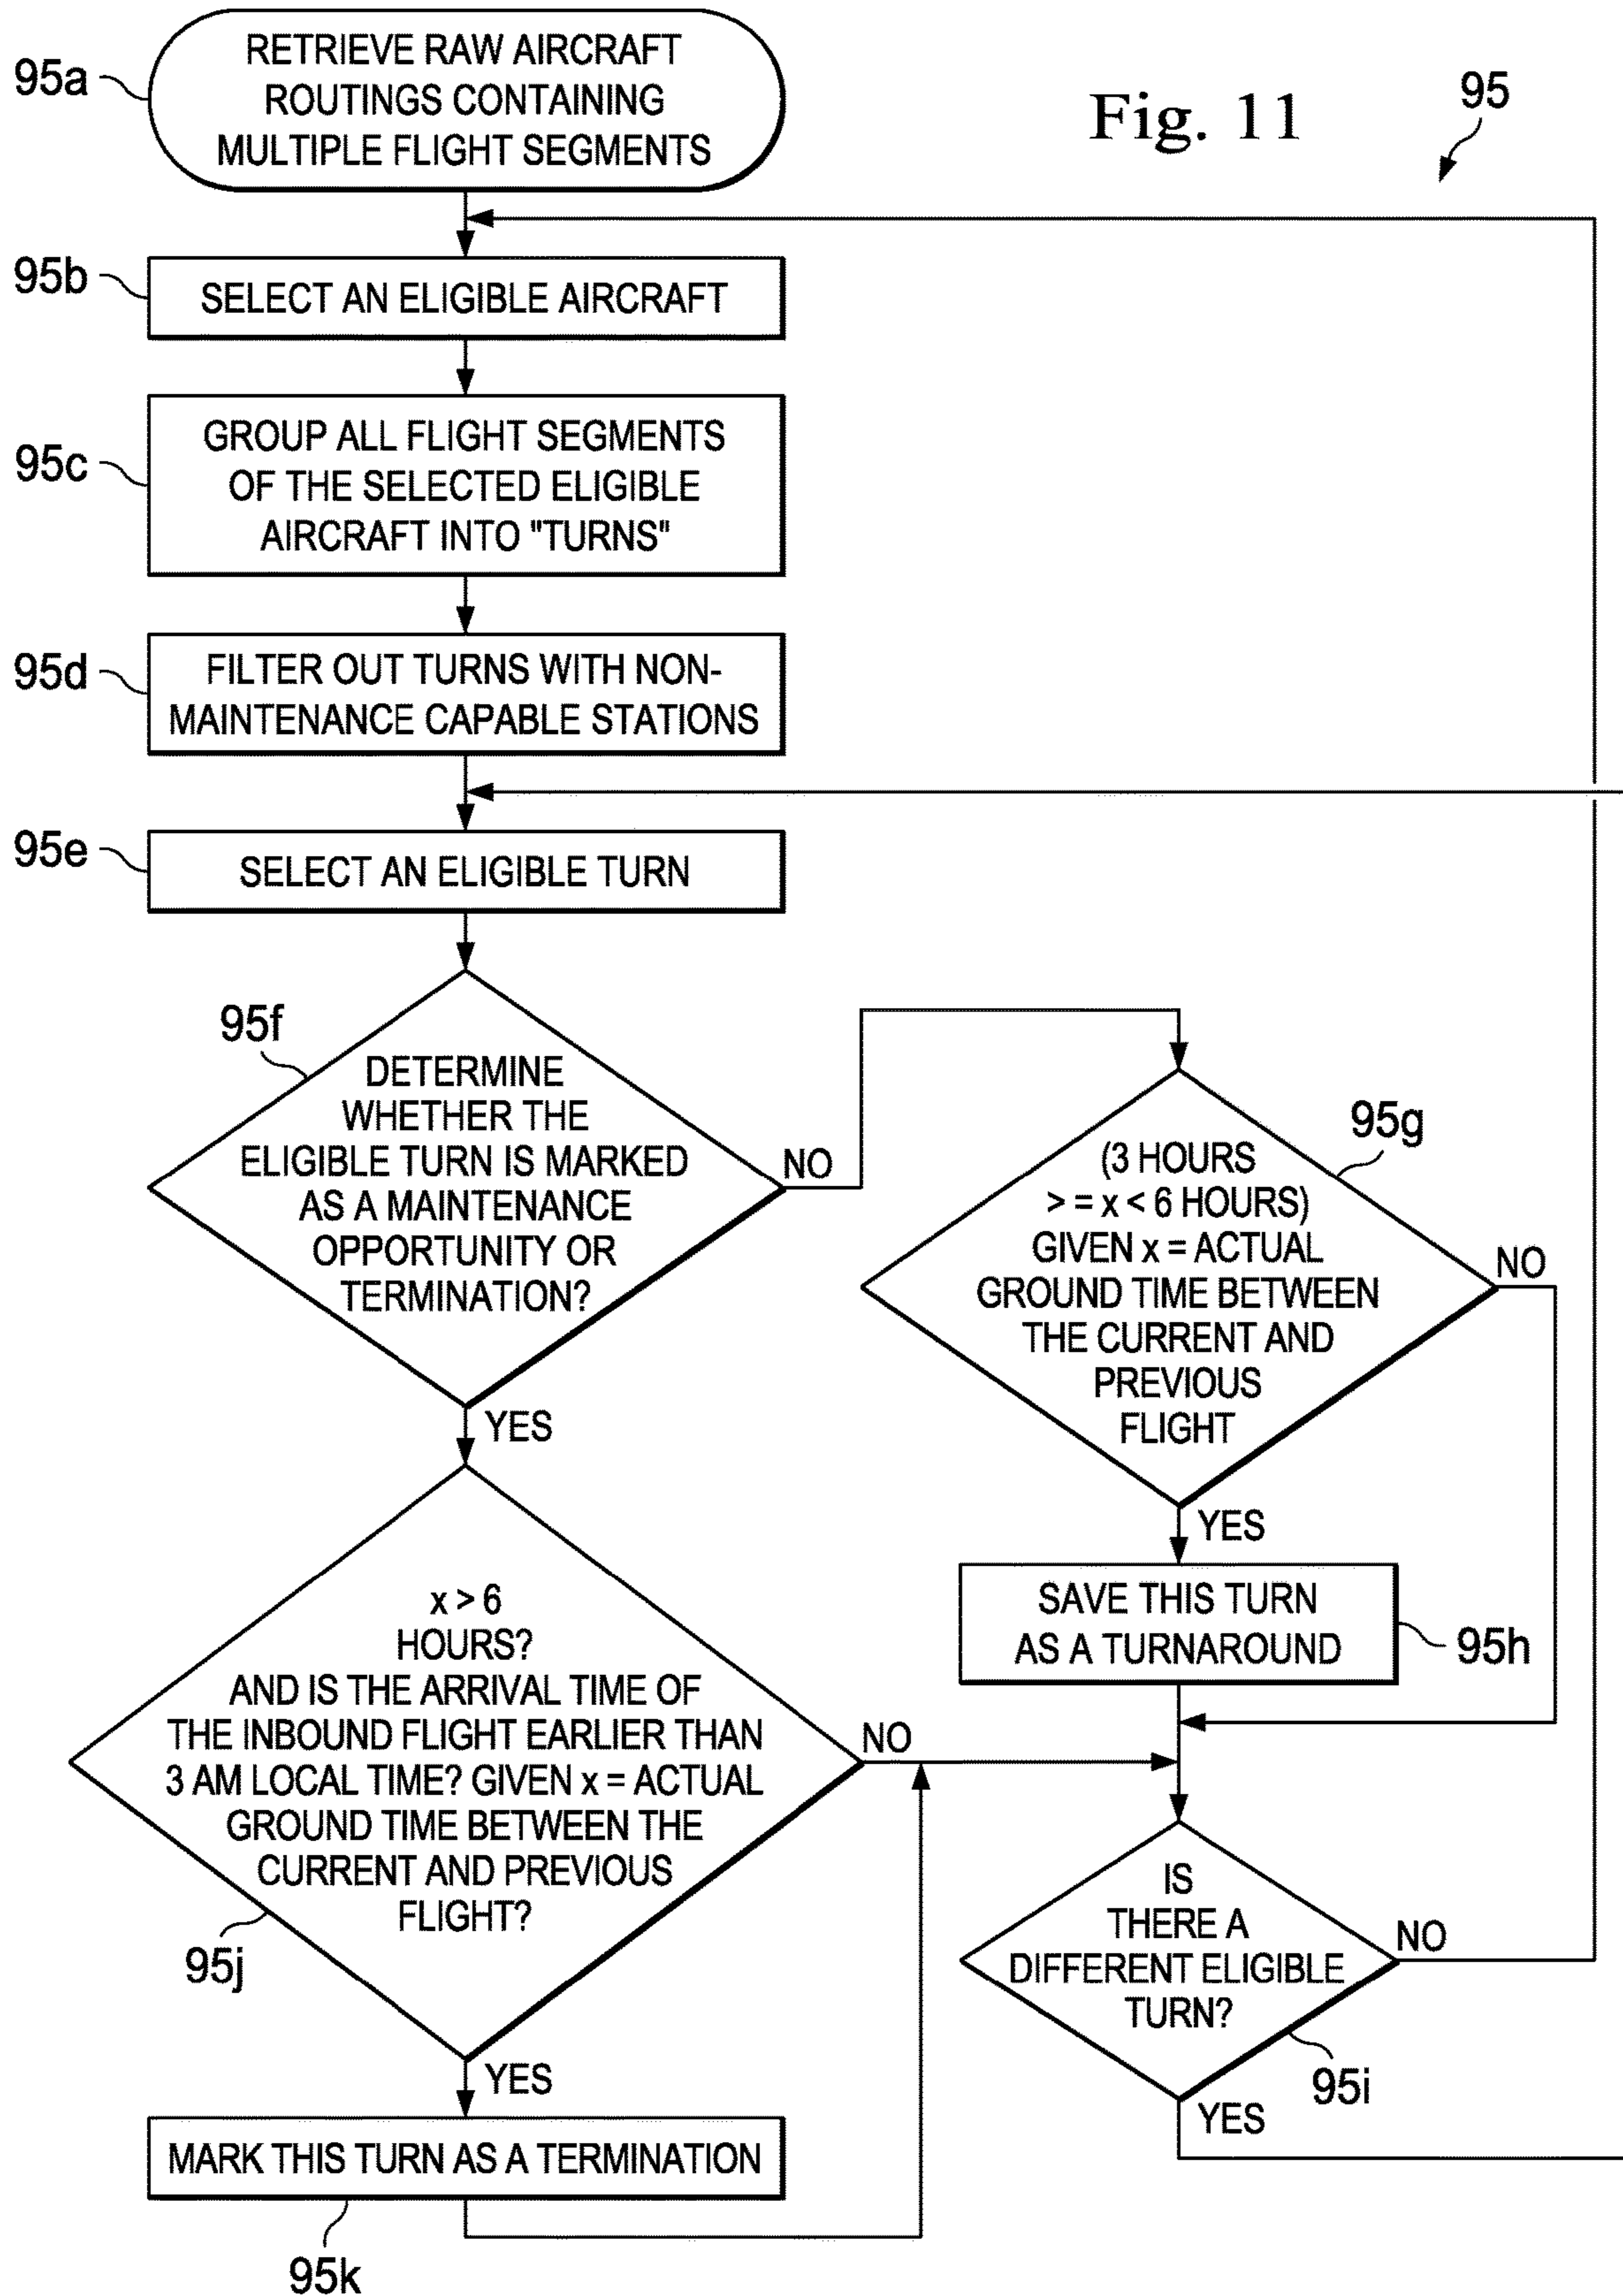 95a
RETRIEVE RAW AIRCRAFT
ROUTINGS CONTAINING
MULTIPLE FLIGHT SEGMENTS
Fig. 11
95
95b
SELECT AN ELIGIBLE AIRCRAFT
95c
GROUP ALL FLIGHT SEGMENTS
OF THE SELECTED ELIGIBLE
AIRCRAFT INTO "TURNS"
95d
FILTER OUT TURNS WITH NON-
MAINTENANCE CAPABLE STATIONS
95e
SELECT AN ELIGIBLE TURN
95f
DETERMINE
WHETHER THE
ELIGIBLE TURN IS MARKED
AS A MAINTENANCE
OPPORTUNITY OR
TERMINATION?
NO
YES
95g
(3 HOURS
> = x < 6 HOURS)
GIVEN x = ACTUAL
GROUND TIME BETWEEN
THE CURRENT AND
PREVIOUS
FLIGHT
NO
YES
SAVE THIS TURN
AS A TURNAROUND
95h
x > 6
HOURS?
AND IS THE ARRIVAL TIME OF
THE INBOUND FLIGHT EARLIER THAN
3 AM LOCAL TIME? GIVEN x = ACTUAL
GROUND TIME BETWEEN THE
CURRENT AND PREVIOUS
FLIGHT?
NO
95j
YES
IS
THERE A
DIFFERENT ELIGIBLE
TURN?
NO
95i
YES
MARK THIS TURN AS A TERMINATION
95k